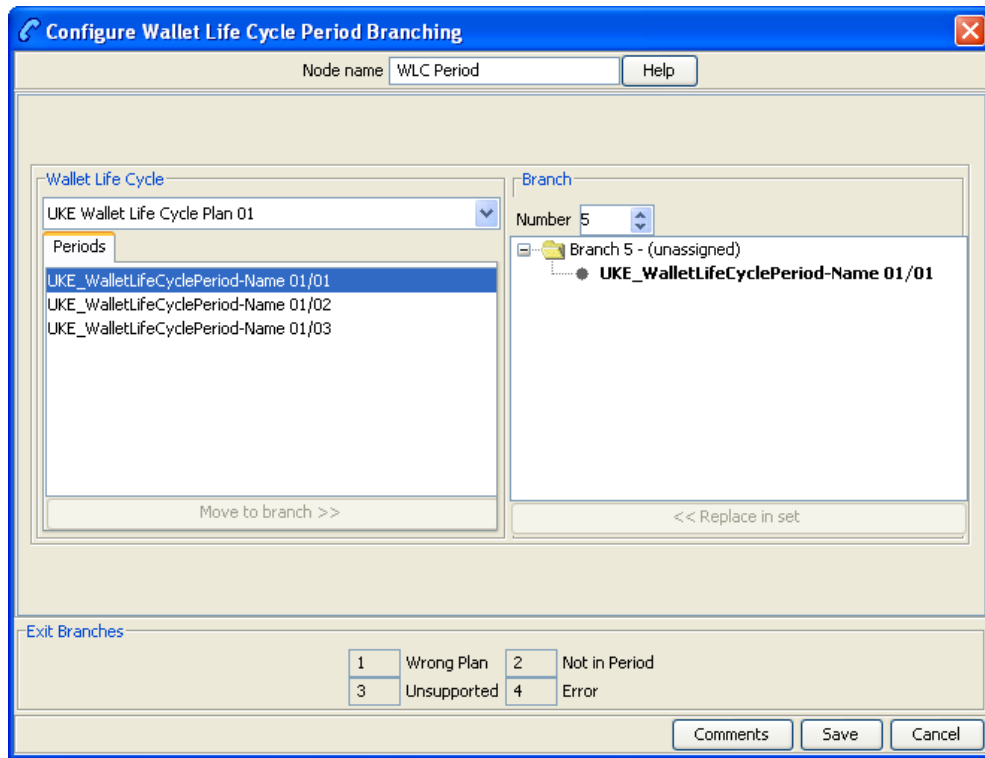 Configure Wallet Life Cycle Period Branching
Node name WLC Period Help
Wallet Life Cycle
UKE Wallet Life Cycle Plan 01
Periods
UKE_WalletLifeCyclePeriod-Name 01/01
UKE_WalletLifeCyclePeriod-Name 01/02
UKE_WalletLifeCyclePeriod-Name 01/03
Move to branch >>
Branch
Number 5
Branch 5 - (unassigned)
UKE_WalletLifeCyclePeriod-Name 01/01
<< Replace in set
Exit Branches
1 Wrong Plan 2 Not in Period
3 Unsupported 4 Error
Comments Save Cancel